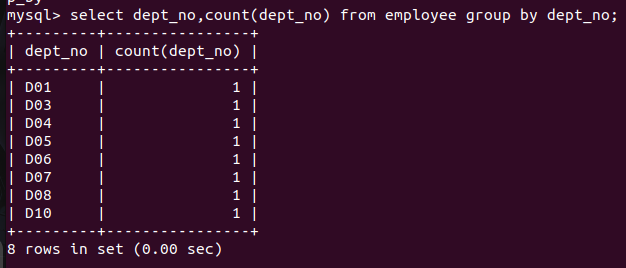 mysql> select dept_no,count(dept_no) from employee group by dept_no;
+---------+----------------+
| dept_no | count(dept_no) |
+---------+----------------+
| D01     |              1 |
| D03     |              1 |
| D04     |              1 |
| D05     |              1 |
| D06     |              1 |
| D07     |              1 |
| D08     |              1 |
| D10     |              1 |
+---------+----------------+
8 rows in set (0.00 sec)